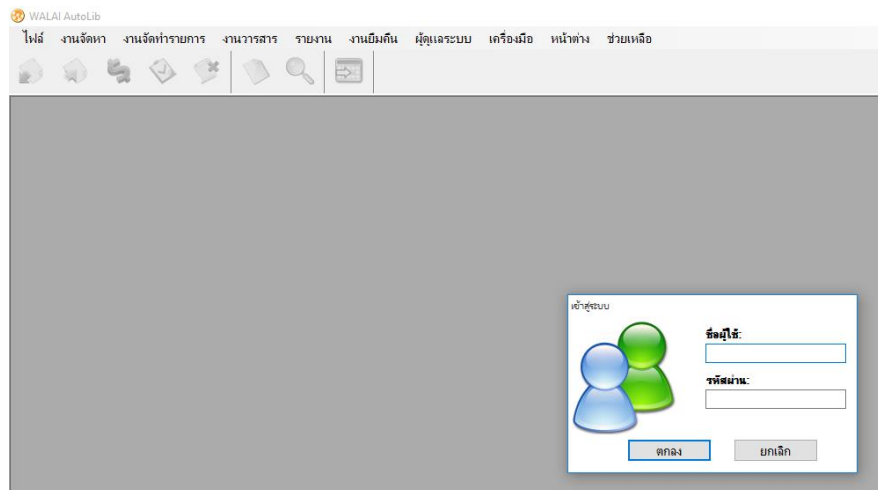 WALAI AutoLib
ไฟล์ งานจัดหา งานจัดทำรายการ งานวารสาร รายงาน งานยืมคืน ผู้ดูแลระบบ เครื่องมือ หน้าต่าง ช่วยเหลือ
เข้าสู่ระบบ
ชื่อผู้ใช้:
รหัสผ่าน:
ตกลง ยกเลิก